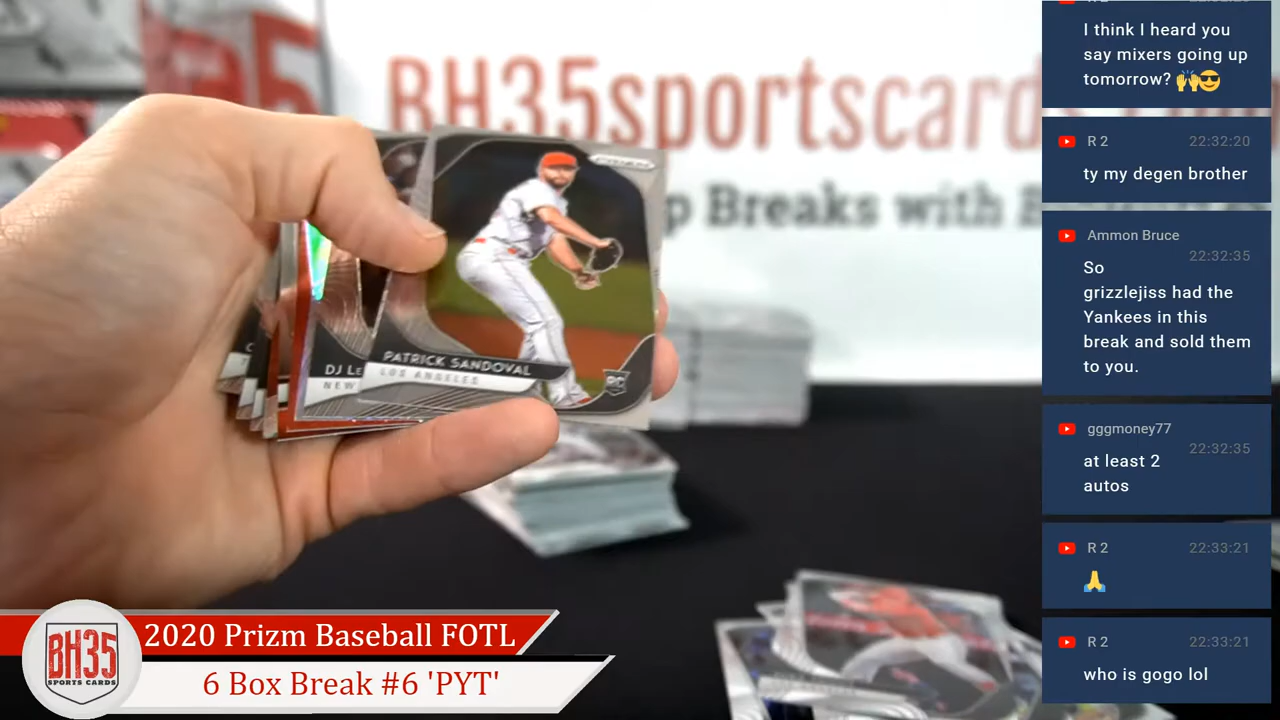 BH35sportscards
p Breaks with
PRIZM
PATRICK SANDOVAL
LOS ANGELES
RC
DJ Le
NEW
BH35
SPORTS CARDS
2020 Prizm Baseball FOTL
6 Box Break #6 'PYT'
I think I heard you
say mixers going up
tomorrow? 🙌😎
R 2 22:32:20
ty my degen brother
Ammon Bruce
22:32:35
So
grizzlejiss had the
Yankees in this
break and sold them
to you.
gggmoney77
22:32:35
at least 2
autos
R 2 22:33:21
🙏
R 2 22:33:21
who is gogo lol